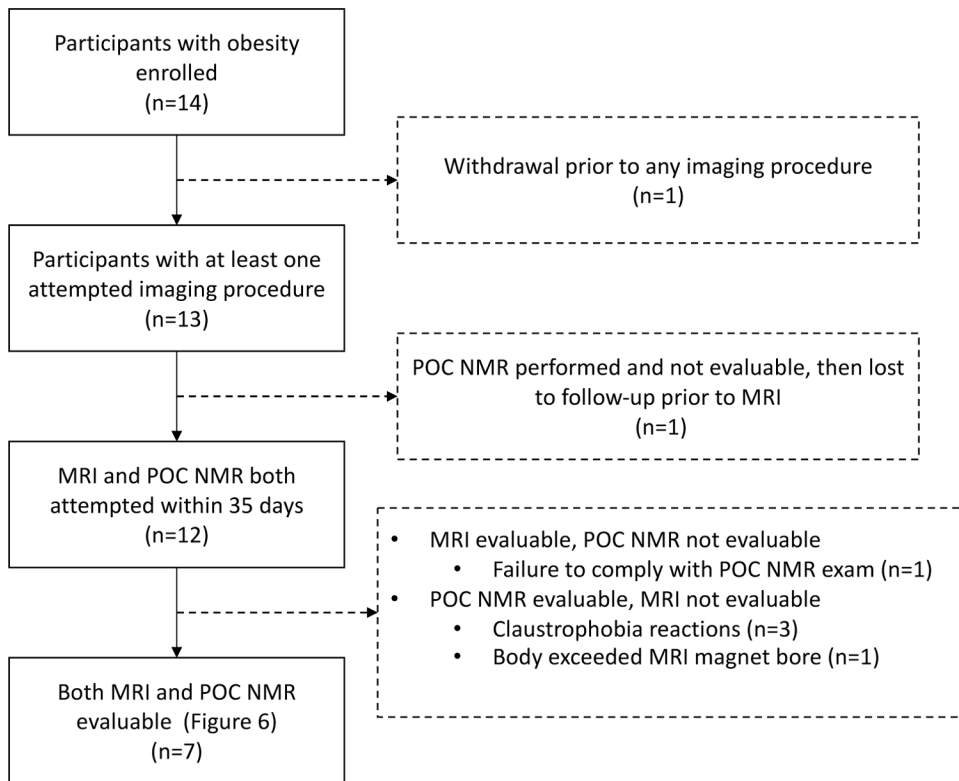 Participants with obesity
enrolled
(n=14)
Withdrawal prior to any imaging procedure
(n=1)
Participants with at least one
attempted imaging procedure
(n=13)
POC NMR performed and not evaluable, then lost
to follow-up prior to MRI
(n=1)
MRI and POC NMR both
attempted within 35 days
(n=12)
• MRI evaluable, POC NMR not evaluable
• Failure to comply with POC NMR exam (n=1)
• POC NMR evaluable, MRI not evaluable
• Claustrophobia reactions (n=3)
• Body exceeded MRI magnet bore (n=1)
Both MRI and POC NMR
evaluable (Figure 6)
(n=7)